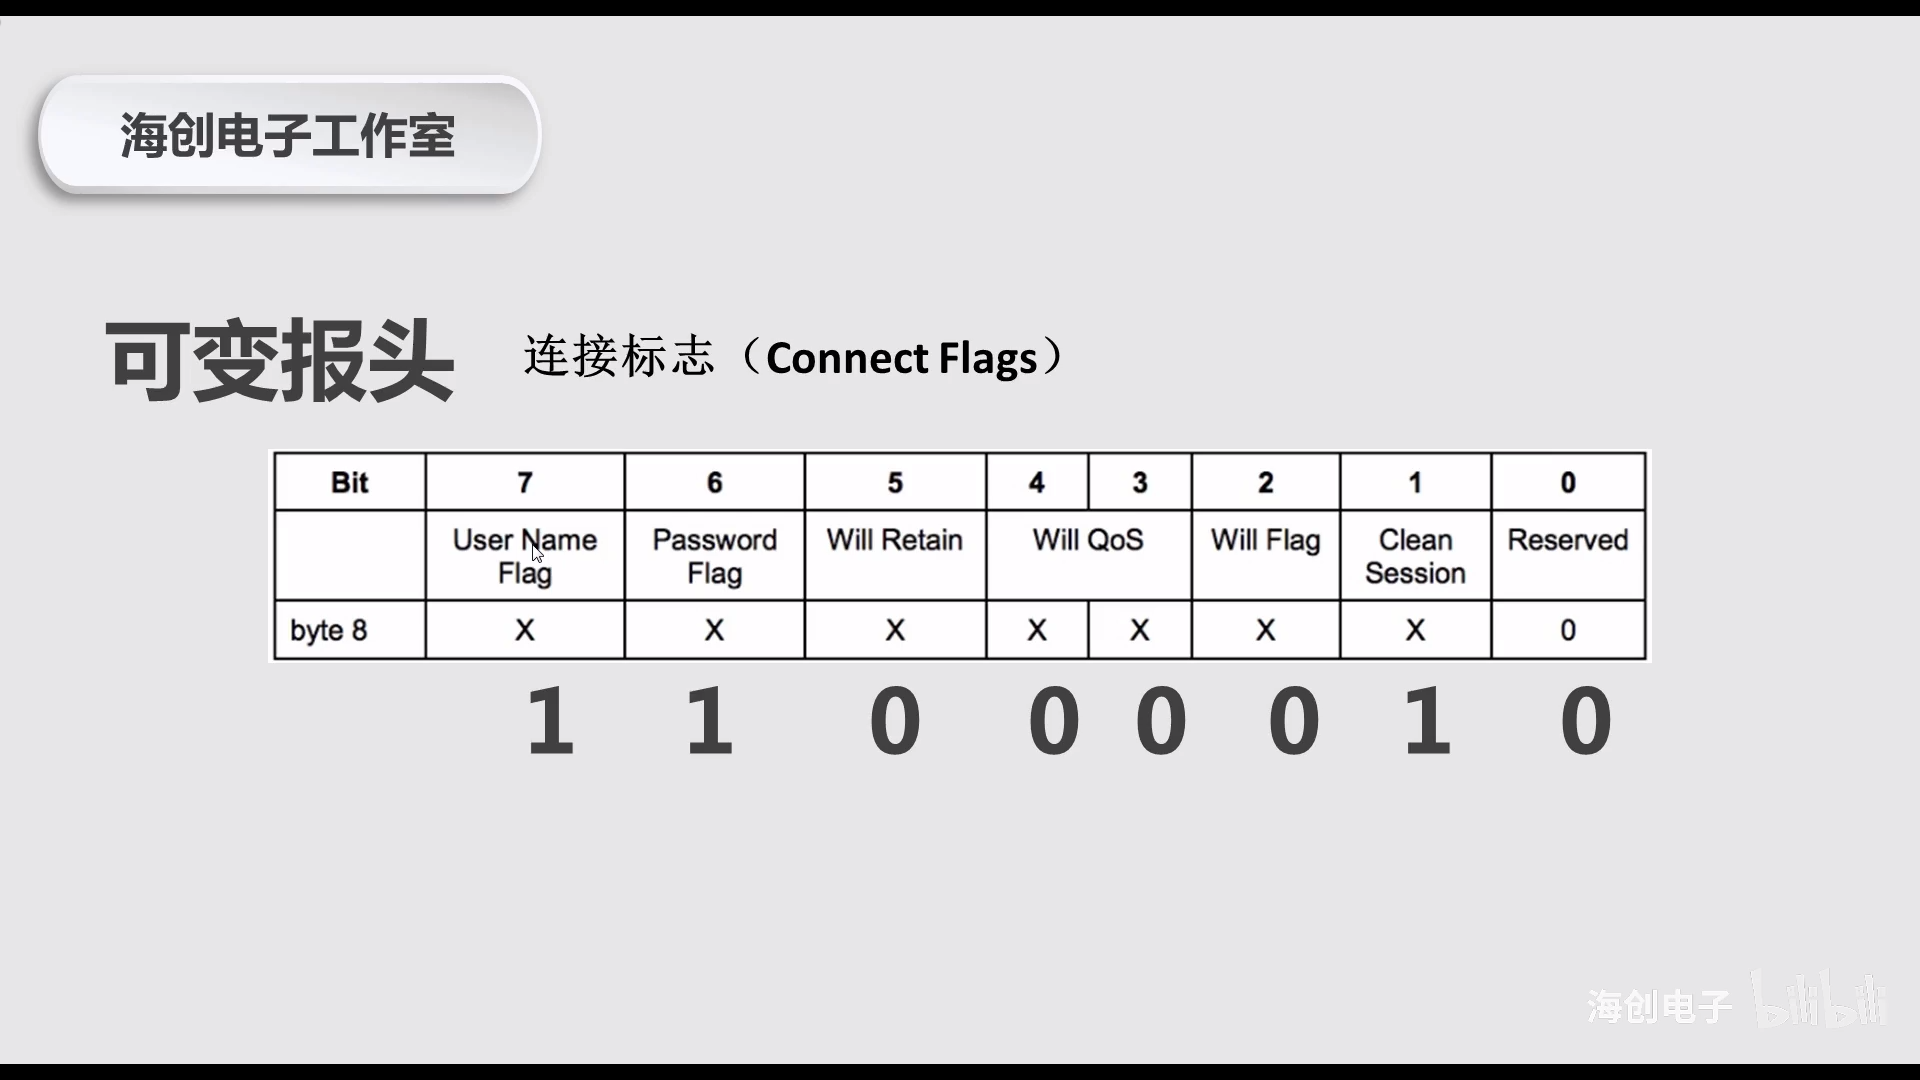 海创电子工作室
可变报头 连接标志（Connect Flags）
Bit 7 6 5 4 3 2 1 0
User Name Flag Password Flag Will Retain Will QoS Will Flag Clean Session Reserved
byte 8 X X X X X X X 0
1 1 0 0 0 0 1 0
海创电子 bilibili